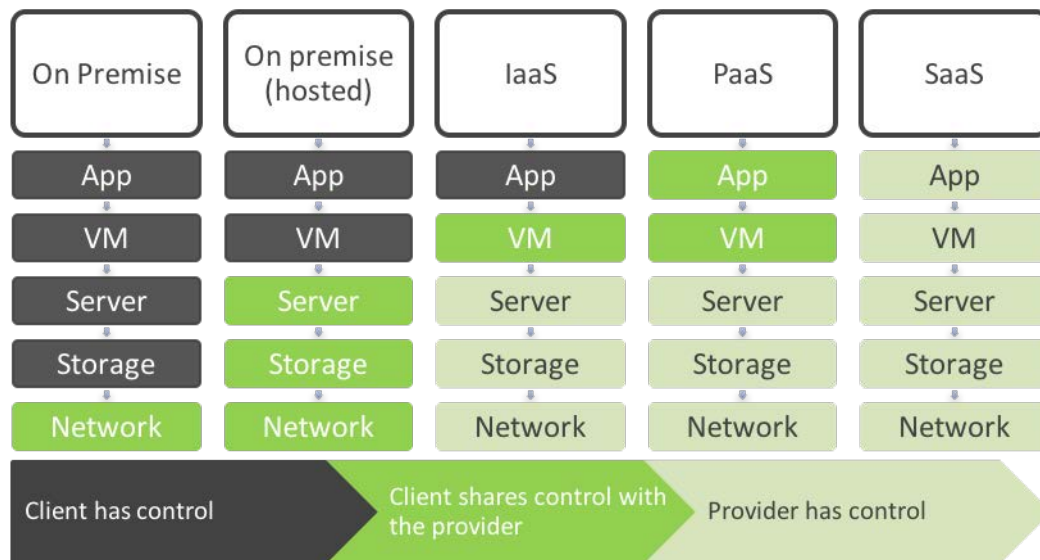 On Premise
On premise
(hosted)
IaaS
PaaS
SaaS
App
App
App
App
App
VM
VM
VM
VM
VM
Server
Server
Server
Server
Server
Storage
Storage
Storage
Storage
Storage
Network
Network
Network
Network
Network
Client has control
Client shares control with
the provider
Provider has control